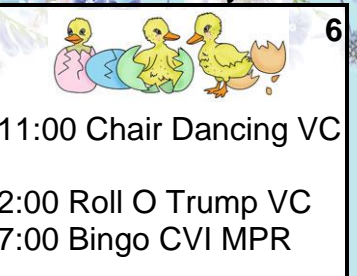 6
11:00 Chair Dancing VC
2:00 Roll O Trump VC
7:00 Bingo CVI MPR